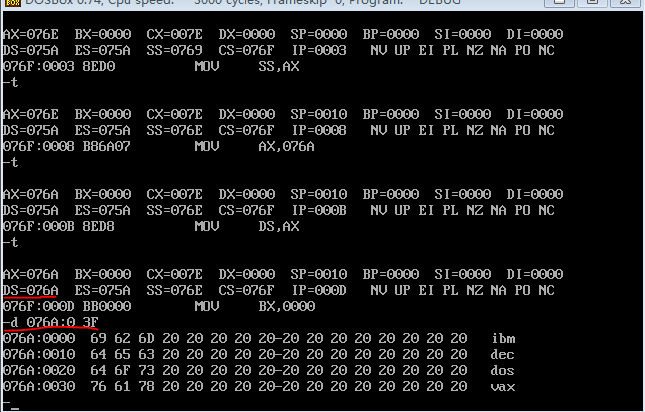 DOSBox 0.74, Cpu speed: 3000 cycles, Frameskip 0, Program: DEBUG
AX=076E BX=0000 CX=007E DX=0000 SP=0000 BP=0000 SI=0000 DI=0000
DS=075A ES=075A SS=0769 CS=076F IP=0003 NV UP EI PL NZ NA PO NC
076F:0003 8ED0 MOV SS,AX
-t
AX=076E BX=0000 CX=007E DX=0000 SP=0010 BP=0000 SI=0000 DI=0000
DS=075A ES=075A SS=076E CS=076F IP=0008 NV UP EI PL NZ NA PO NC
076F:0008 B86A07 MOV AX,076A
-t
AX=076A BX=0000 CX=007E DX=0000 SP=0010 BP=0000 SI=0000 DI=0000
DS=075A ES=075A SS=076E CS=076F IP=000B NV UP EI PL NZ NA PO NC
076F:000B 8ED8 MOV DS,AX
-t
AX=076A BX=0000 CX=007E DX=0000 SP=0010 BP=0000 SI=0000 DI=0000
DS=076A ES=075A SS=076E CS=076F IP=000D NV UP EI PL NZ NA PO NC
076F:000D BB0000 MOV BX,0000
-d 076A:0 3F
076A:0000 69 62 6D 20 20 20 20 20-20 20 20 20 20 20 20 20 ibm
076A:0010 64 65 63 20 20 20 20 20-20 20 20 20 20 20 20 20 dec
076A:0020 64 6F 73 20 20 20 20 20-20 20 20 20 20 20 20 20 dos
076A:0030 76 61 78 20 20 20 20 20-20 20 20 20 20 20 20 20 vax
-